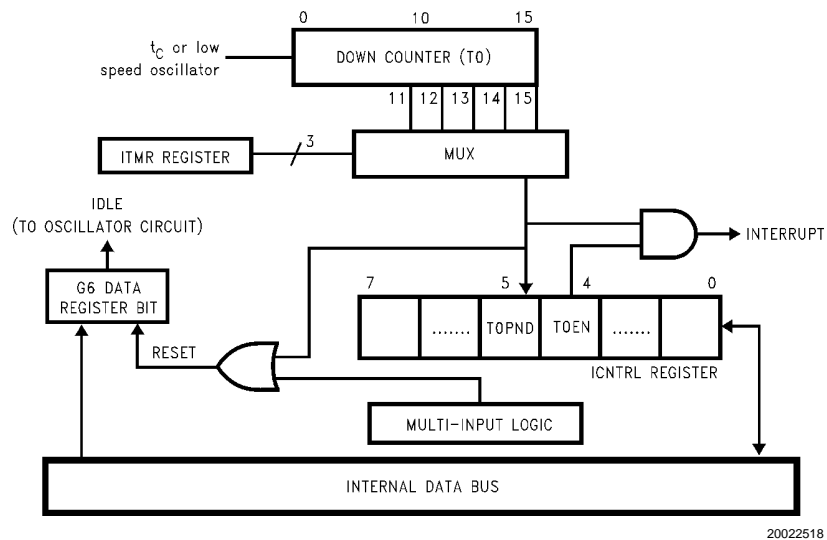 0 10 15
t_C or low
speed oscillator
DOWN COUNTER (T0)
11 12 13 14 15
ITMR REGISTER
3
MUX
IDLE
(TO OSCILLATOR CIRCUIT)
INTERRUPT
G6 DATA
REGISTER BIT
7 5 4 0
....... TOPND TOEN .......
RESET
ICNTRL REGISTER
MULTI-INPUT LOGIC
INTERNAL DATA BUS
20022518